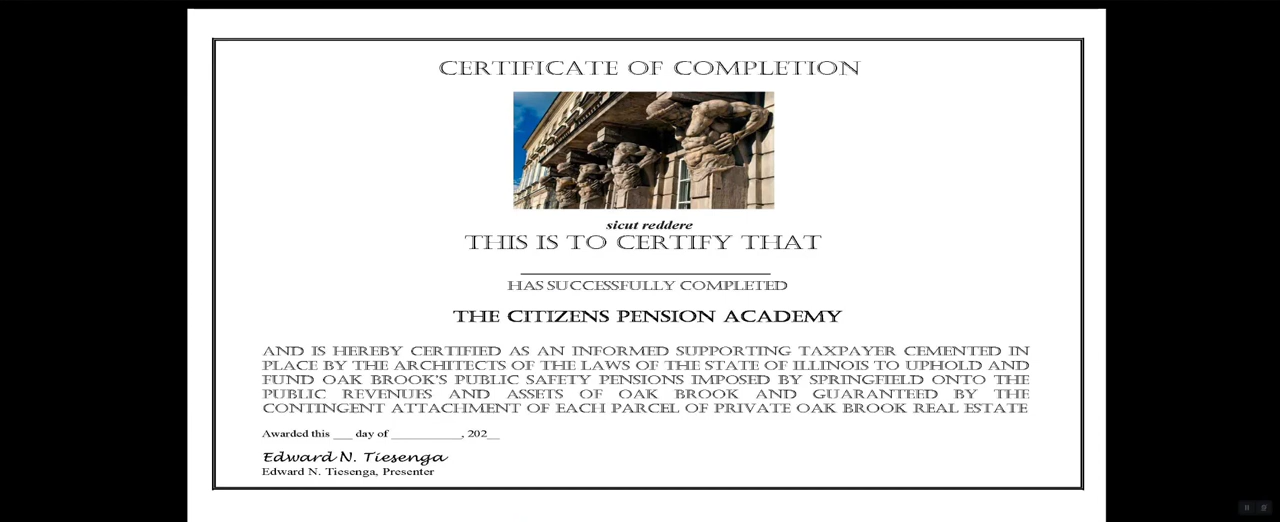 CERTIFICATE OF COMPLETION
sicut reddere
THIS IS TO CERTIFY THAT
HAS SUCCESSFULLY COMPLETED
THE CITIZENS PENSION ACADEMY
AND IS HEREBY CERTIFIED AS AN INFORMED SUPPORTING TAXPAYER CEMENTED IN
PLACE BY THE ARCHITECTS OF THE LAWS OF THE STATE OF ILLINOIS TO UPHOLD AND
FUND OAK BROOK'S PUBLIC SAFETY PENSIONS IMPOSED BY SPRINGFIELD ONTO THE
PUBLIC REVENUES AND ASSETS OF OAK BROOK AND GUARANTEED BY THE
CONTINGENT ATTACHMENT OF EACH PARCEL OF PRIVATE OAK BROOK REAL ESTATE
Awarded this ___ day of ____________, 202__
Edward N. Tiesenga
Edward N. Tiesenga, Presenter